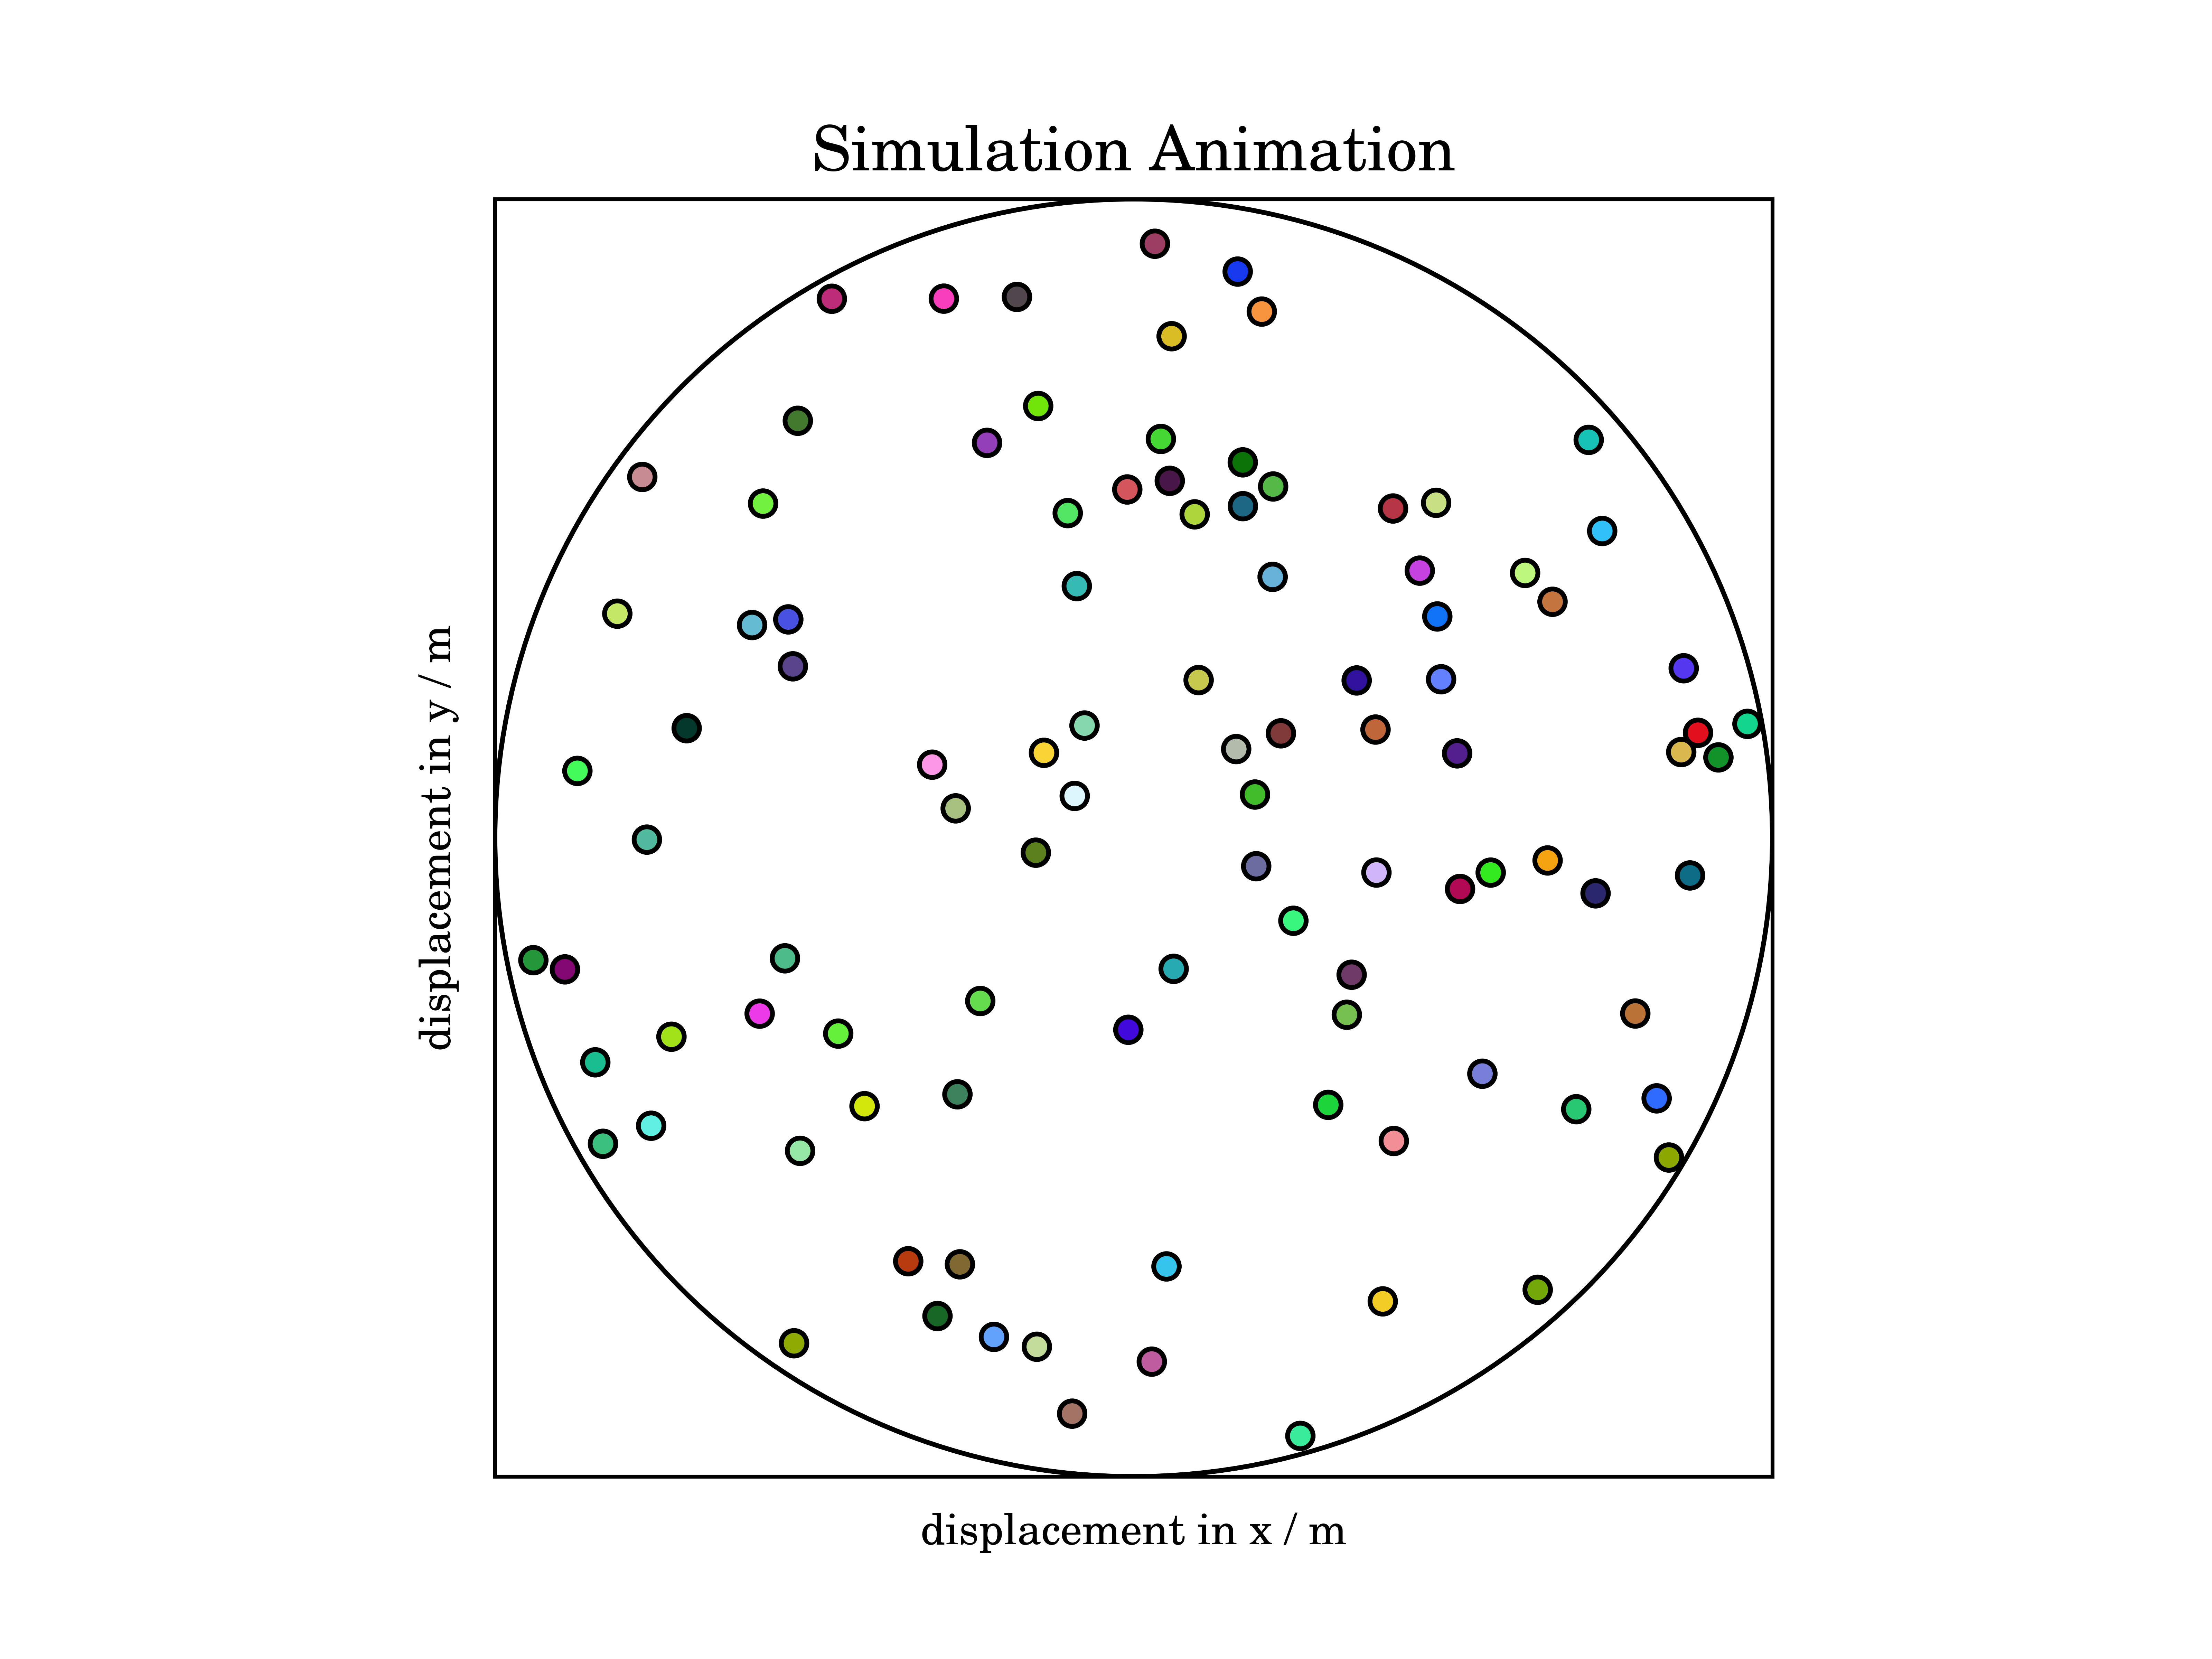 Simulation Animation
displacement in y / m
displacement in x / m